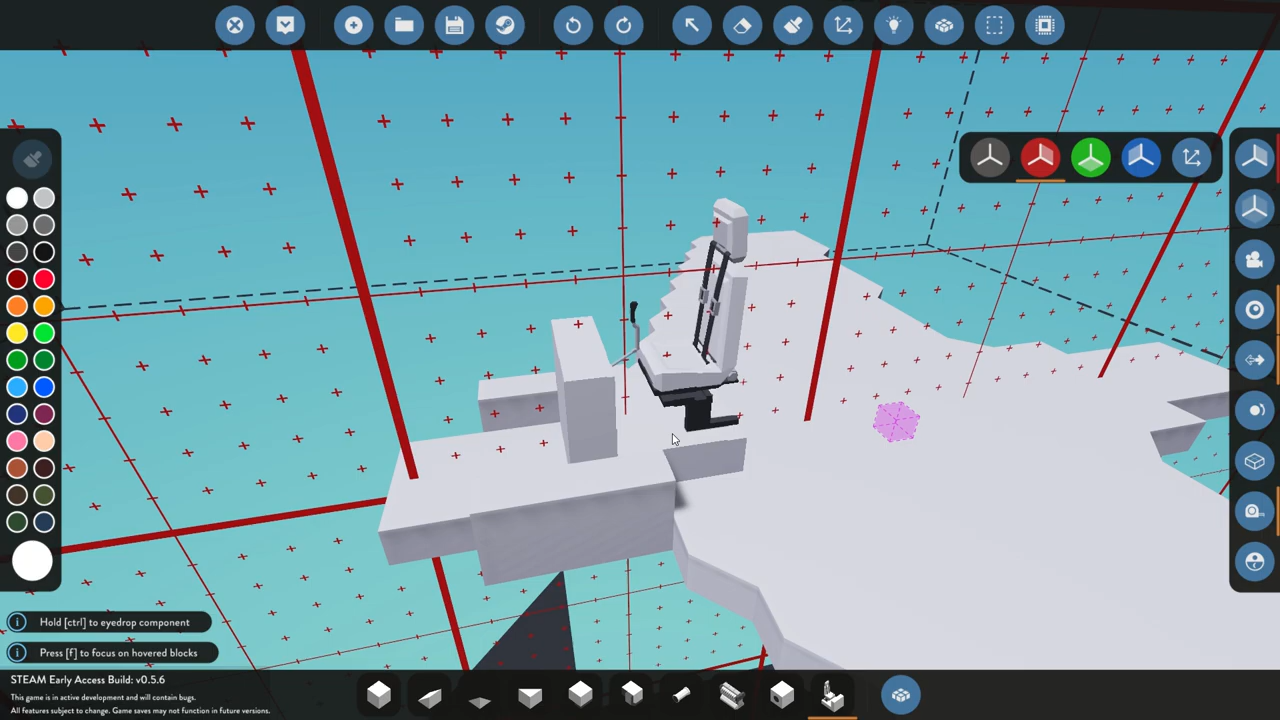 Hold [ctrl] to eyedrop component
Press [f] to focus on hovered blocks
STEAM Early Access Build: v0.5.6
This game is in active development and will contain bugs.
All features subject to change. Game saves may not function in future versions.